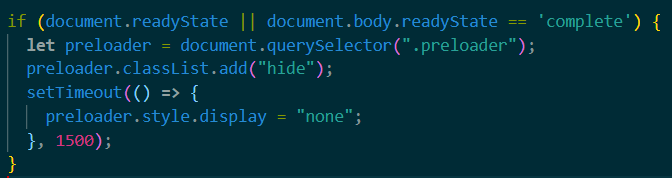 if (document.readyState || document.body.readyState == 'complete') {
let preloader = document.querySelector(".preloader");
preloader.classList.add("hide");
setTimeout(() => {
preloader.style.display = "none";
}, 1500);
}